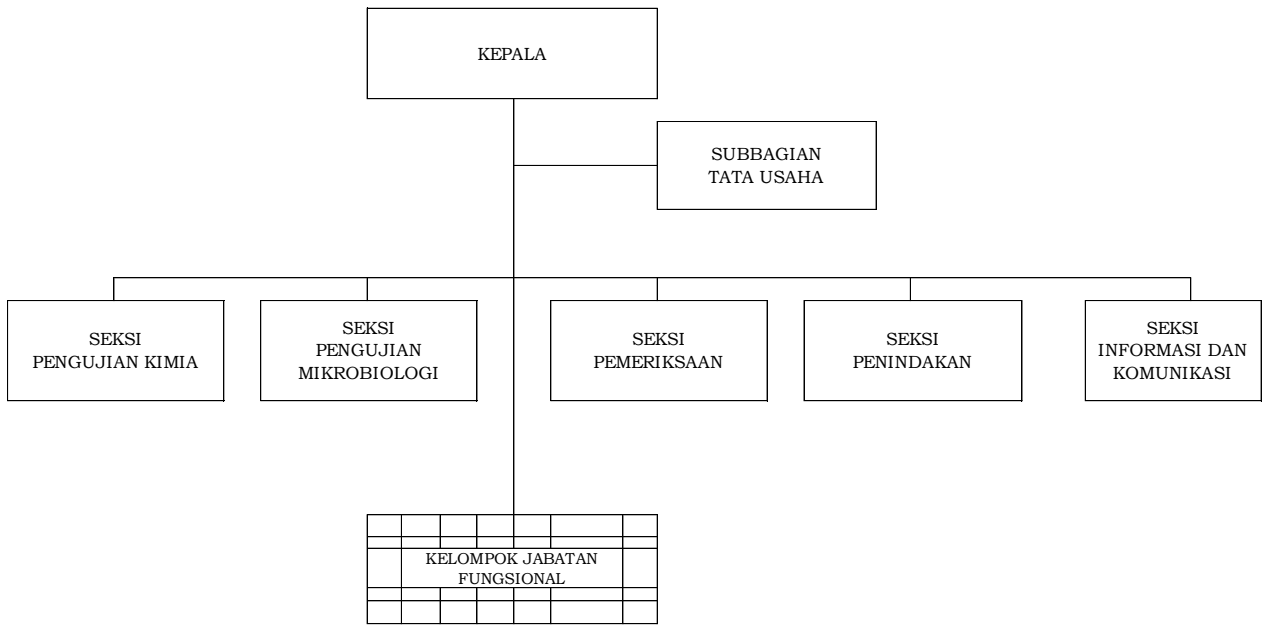 KEPALA
SUBBAGIAN
TATA USAHA
SEKSI
PENGUJIAN KIMIA
SEKSI
PENGUJIAN
MIKROBIOLOGI
SEKSI
PEMERIKSAAN
SEKSI
PENINDAKAN
SEKSI
INFORMASI DAN
KOMUNIKASI
KELOMPOK JABATAN
FUNGSIONAL